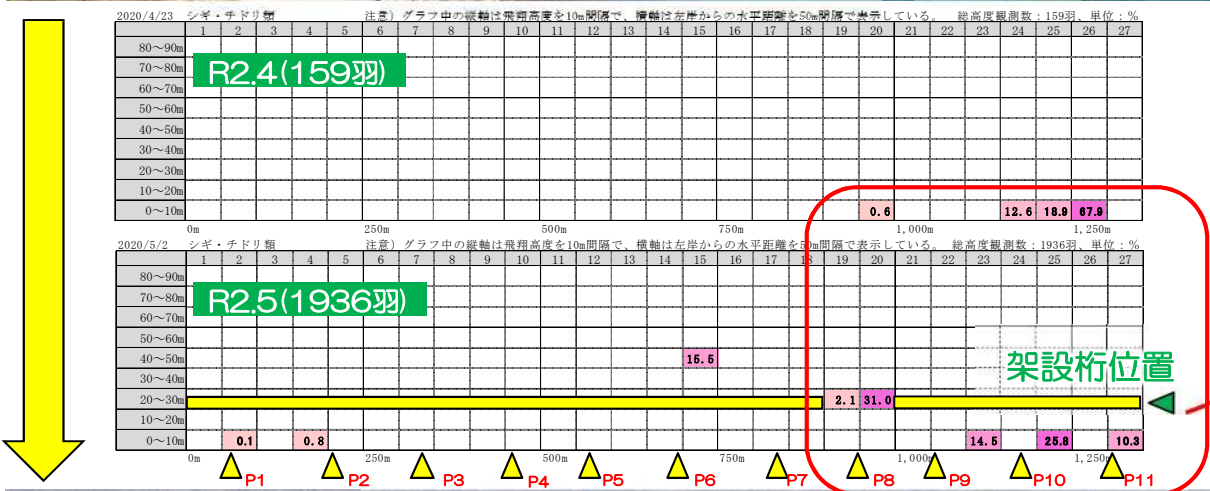 2020/4/23 シギ・チドリ類 注意）グラフ中の縦軸は飛翔高度を10m間隔で、横軸は左岸からの水平距離を50m間隔で表示している。 総高度観測数：159羽、単位：％
1 2 3 4 5 6 7 8 9 10 11 12 13 14 15 16 17 18 19 20 21 22 23 24 25 26 27
80～90m
70～80m
R2.4(159羽)
60～70m
50～60m
40～50m
30～40m
20～30m
10～20m
0～10m 0.6 12.6 18.9 67.9
0m 250m 500m 750m 1,000m 1,250m
2020/5/2 シギ・チドリ類 注意）グラフ中の縦軸は飛翔高度を10m間隔で、横軸は左岸からの水平距離を50m間隔で表示している。 総高度観測数：1936羽、単位：％
1 2 3 4 5 6 7 8 9 10 11 12 13 14 15 16 17 18 19 20 21 22 23 24 25 26 27
80～90m
70～80m
R2.5(1936羽)
60～70m
50～60m
40～50m 15.5
架設桁位置
30～40m
20～30m 2.1 31.0
10～20m
0～10m 0.1 0.8 14.5 25.8 10.3
0m 250m 500m 750m 1,000m 1,250m
P1 P2 P3 P4 P5 P6 P7 P8 P9 P10 P11